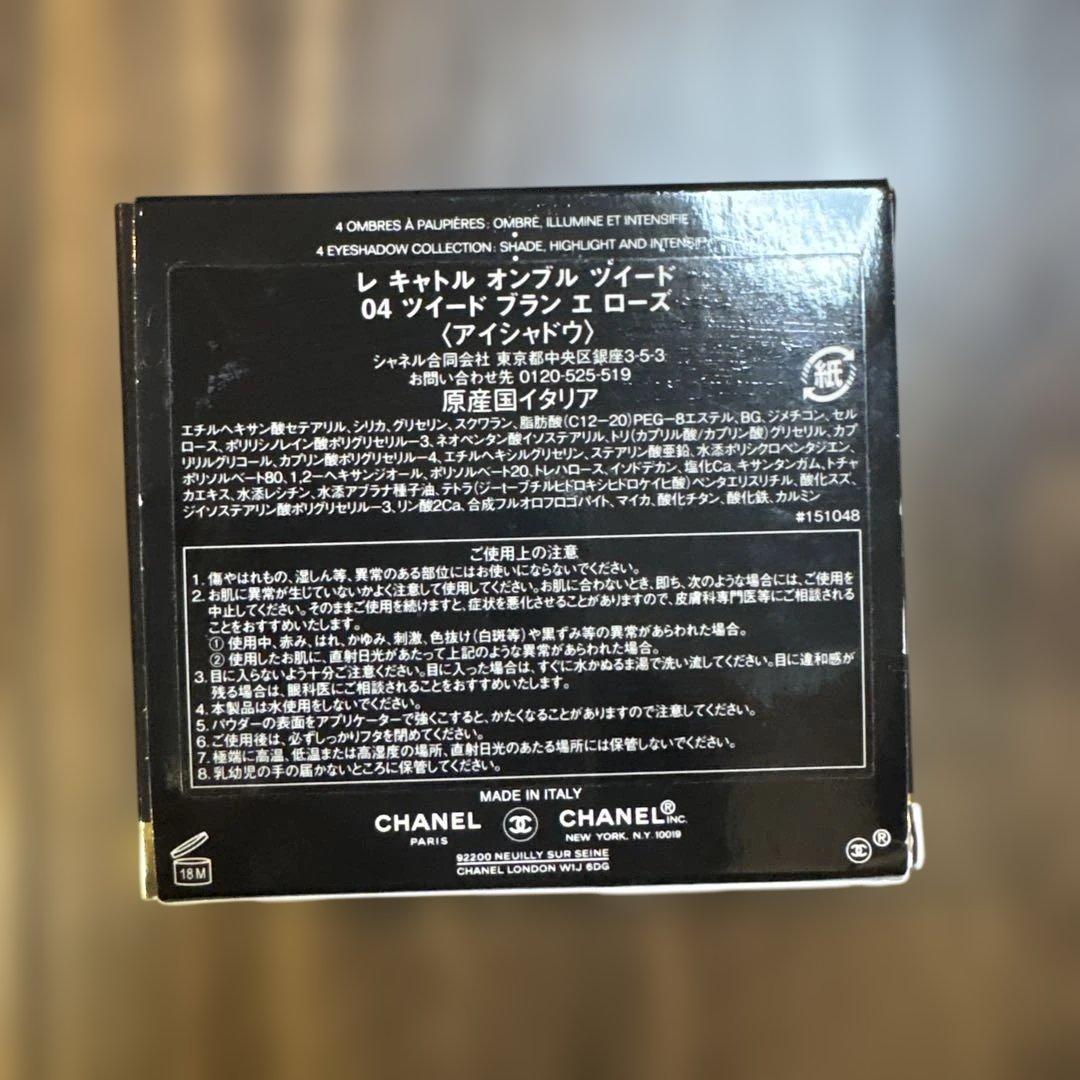 4 OMBRES À PAUPIÈRES: OMBRE, ILLUMINE ET INTENSIFIE
4 EYESHADOW COLLECTION: SHADE, HIGHLIGHT AND INTENSIFY
レ キャトル オンブル ツイード
04 ツイード ブラン エ ローズ
〈アイシャドウ〉
シャネル合同会社 東京都中央区銀座3-5-3
お問い合わせ先 0120-525-519
原産国イタリア
紙
エチルヘキサン酸セテアリル、シリカ、グリセリン、スクワラン、脂肪酸(C12-20)PEG-8エステル、BG、ジメチコン、セル
ロース、ポリリシノレイン酸ポリグリセリル-3、ネオペンタン酸イソステアリル、トリ(カプリル酸/カプリン酸)グリセリル、カプ
リリルグリコール、カプリン酸ポリグリセリル-4、エチルヘキシルグリセリン、ステアリン酸亜鉛、水添ポリシクロペンタジエン、
ポリソルベート80、1,2-ヘキサンジオール、ポリソルベート20、トレハロース、イソドデカン、塩化Ca、キサンタンガム、トチャ
カエキス、水添レシチン、水添アブラナ種子油、テトラ(ジ-t-ブチルヒドロキシヒドロケイヒ酸)ペンタエリスリチル、酸化スズ、
ジイソステアリン酸ポリグリセリル-3、リン酸2Ca、合成フルオロフロゴパイト、マイカ、酸化チタン、酸化鉄、カルミン
#151048
ご使用上の注意
1. 傷やはれもの、湿しん等、異常のある部位にはお使いにならないでください。
2. お肌に異常が生じていないかよく注意して使用してください。お肌に合わないとき、即ち、次のような場合には、ご使用を
中止してください。そのままご使用を続けますと、症状を悪化させることがありますので、皮膚科専門医等にご相談される
ことをおすすめいたします。
① 使用中、赤み、はれ、かゆみ、刺激、色抜け(白斑等)や黒ずみ等の異常があらわれた場合。
② 使用したお肌に、直射日光があたって上記のような異常があらわれた場合。
3. 目に入らないよう十分ご注意ください。目に入った場合は、すぐに水かぬるま湯で洗い流してください。目に違和感が
残る場合は、眼科医にご相談されることをおすすめいたします。
4. 本製品は水使用をしないでください。
5. パウダーの表面をアプリケーターで強くこすると、かたくなることがありますので注意してください。
6. ご使用後は、必ずしっかりフタを閉めてください。
7. 極端に高温、低温または高湿度の場所、直射日光のあたる場所には保管しないでください。
8. 乳幼児の手の届かないところに保管してください。
MADE IN ITALY
CHANEL CHANEL® INC.
PARIS NEW YORK. N.Y. 10019
92200 NEUILLY SUR SEINE
CHANEL LONDON W1J 6DG
18 M
®